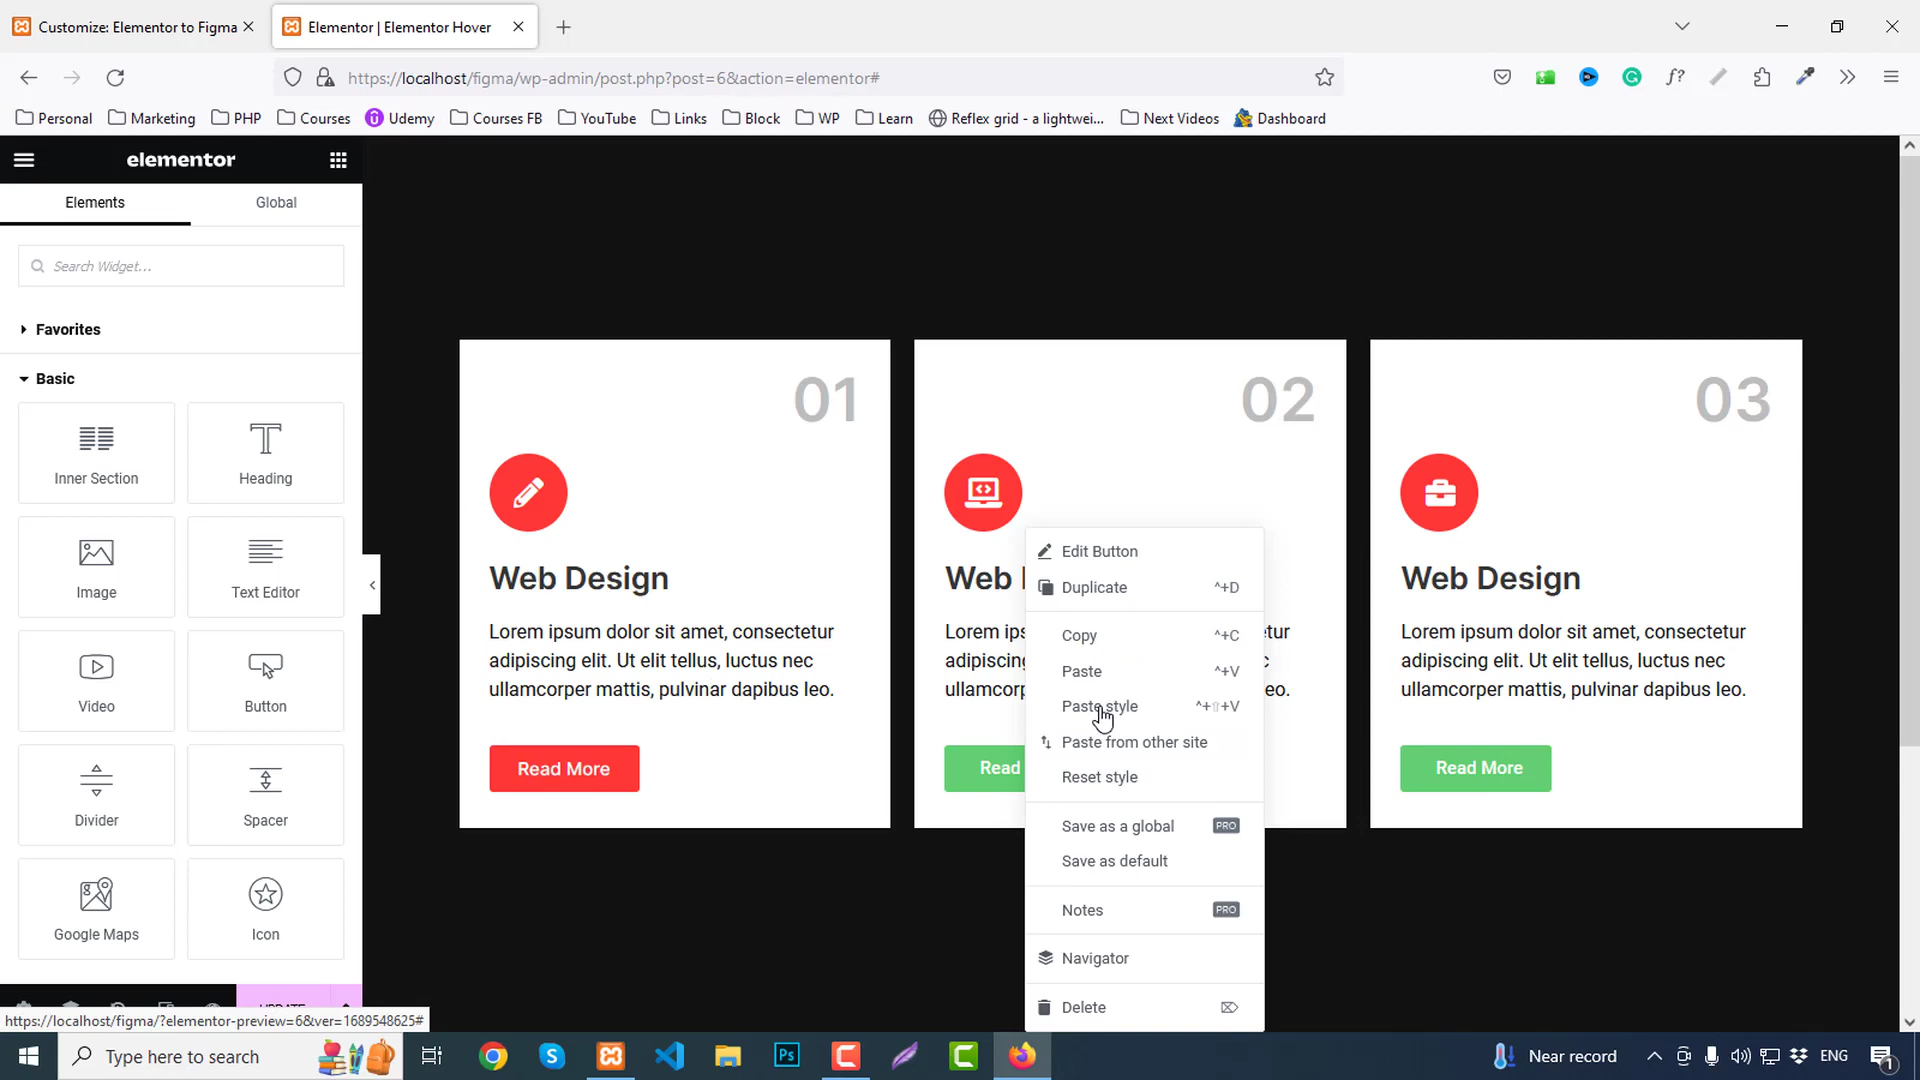 Customize: Elementor to Figma
Elementor | Elementor Hover
https://localhost/figma/wp-admin/post.php?post=6&action=elementor#
Personal
Marketing
PHP
Courses
Udemy
Courses FB
YouTube
Links
Block
WP
Learn
Reflex grid - a lightwei...
Next Videos
Dashboard
elementor
Elements
Global
Search Widget...
Favorites
Basic
Inner Section
Heading
Image
Text Editor
Video
Button
Divider
Spacer
Google Maps
Icon
https://localhost/figma/?elementor-preview=6&ver=1689548625#
01
Web Design
Lorem ipsum dolor sit amet, consectetur
adipiscing elit. Ut elit tellus, luctus nec
ullamcorper mattis, pulvinar dapibus leo.
Read More
02
Web
Lorem
adipiscing
ullamcorper
Read
03
Web Design
Lorem ipsum dolor sit amet, consectetur
adipiscing elit. Ut elit tellus, luctus nec
ullamcorper mattis, pulvinar dapibus leo.
Read More
Edit Button
Duplicate ^+D
Copy ^+C
Paste ^+V
Paste style ^+⇧+V
Paste from other site
Reset style
Save as a global PRO
Save as default
Notes PRO
Navigator
Delete
Type here to search
Ps
Near record
ENG
1